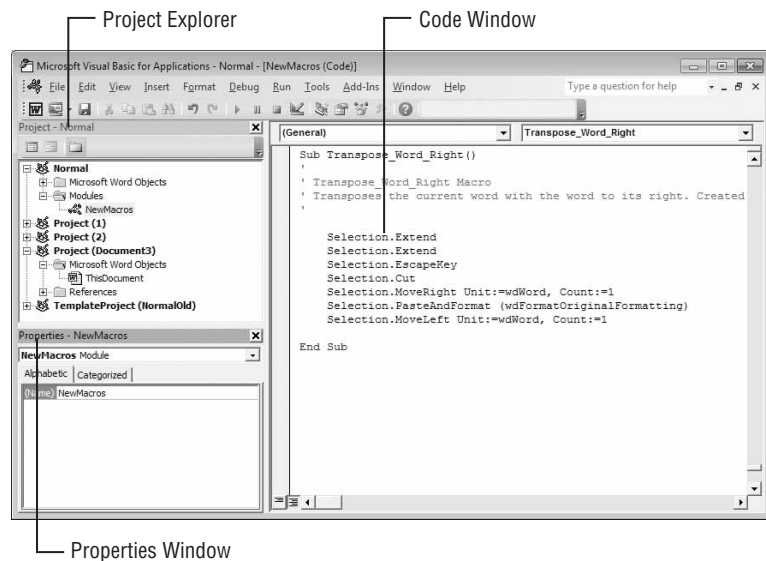 Project Explorer
Code Window
Microsoft Visual Basic for Applications - Normal - [NewMacros (Code)]
File Edit View Insert Format Debug Run Tools Add-Ins Window Help
Type a question for help
Project - Normal
(General)
Transpose_Word_Right
Normal
Microsoft Word Objects
Modules
NewMacros
Project (1)
Project (2)
Project (Document3)
Microsoft Word Objects
ThisDocument
References
TemplateProject (NormalOld)
Sub Transpose_Word_Right()
'
' Transpose_Word_Right Macro
' Transposes the current word with the word to its right. Created
'
Selection.Extend
Selection.Extend
Selection.EscapeKey
Selection.Cut
Selection.MoveRight Unit:=wdWord, Count:=1
Selection.PasteAndFormat (wdFormatOriginalFormatting)
Selection.MoveLeft Unit:=wdWord, Count:=1
End Sub
Properties - NewMacros
NewMacros Module
Alphabetic Categorized
(Name) NewMacros
Properties Window